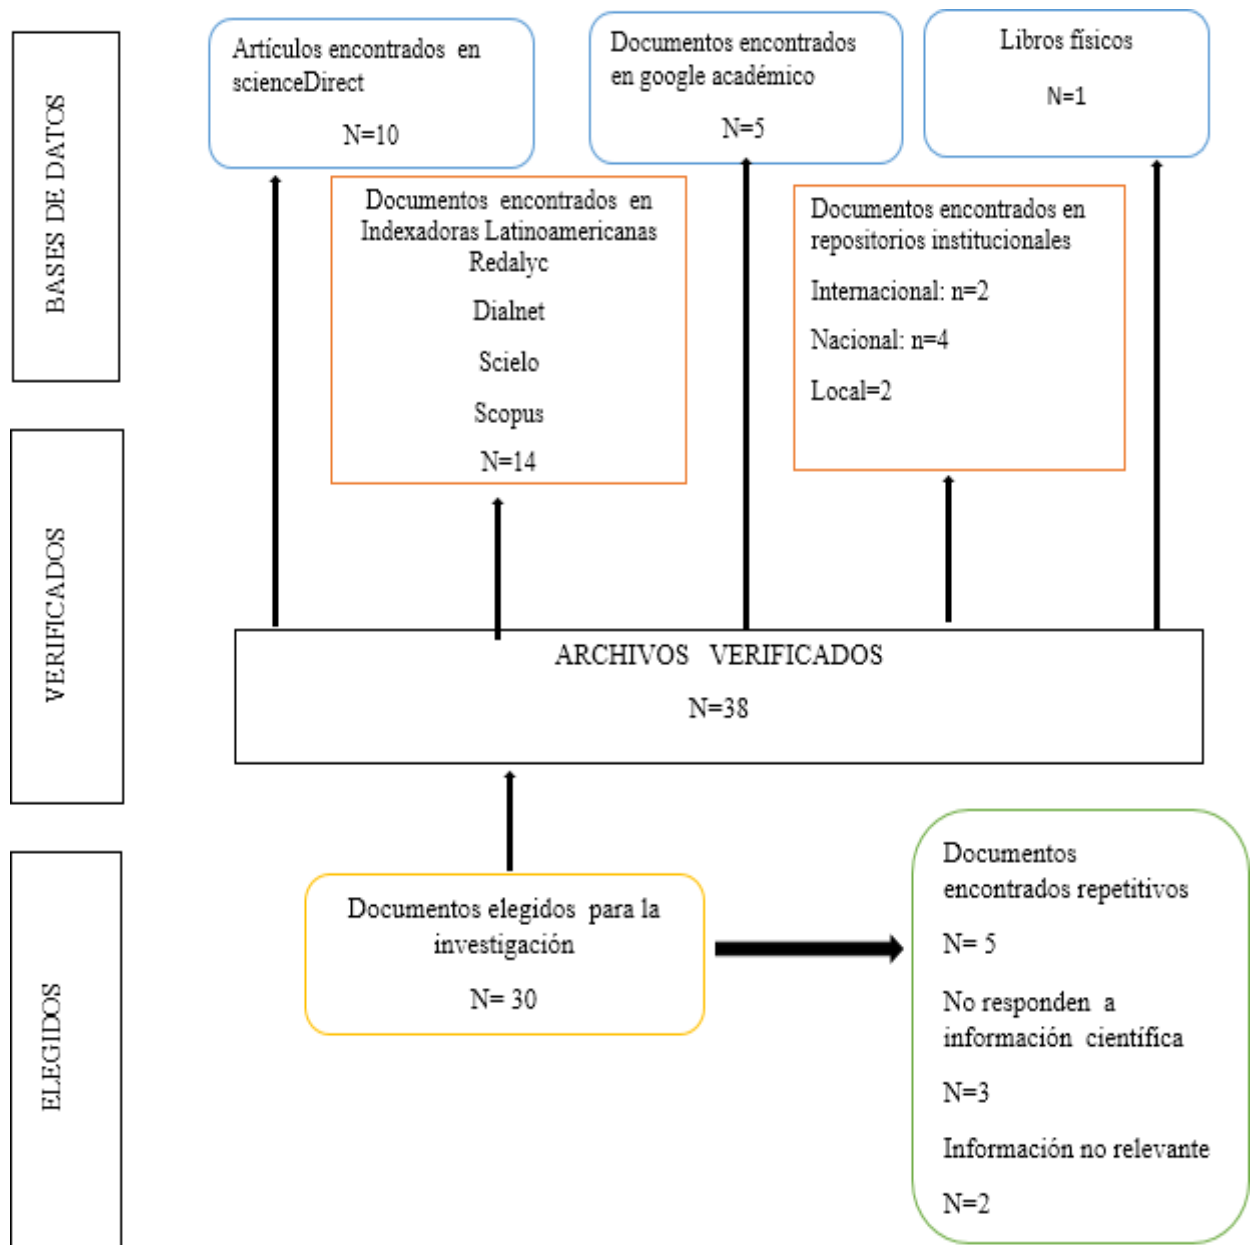 BASES DE DATOS
Artículos encontrados en
scienceDirect
N=10
Documentos encontrados
en google académico
N=5
Libros físicos
N=1
Documentos encontrados en
Indexadoras Latinoamericanas
Redalyc
Dialnet
Scielo
Scopus
N=14
Documentos encontrados en
repositorios institucionales
Internacional: n=2
Nacional: n=4
Local=2
VERIFICADOS
ARCHIVOS VERIFICADOS
N=38
ELEGIDOS
Documentos elegidos para la
investigación
N= 30
Documentos
encontrados repetitivos
N= 5
No responden a
información científica
N=3
Información no relevante
N=2